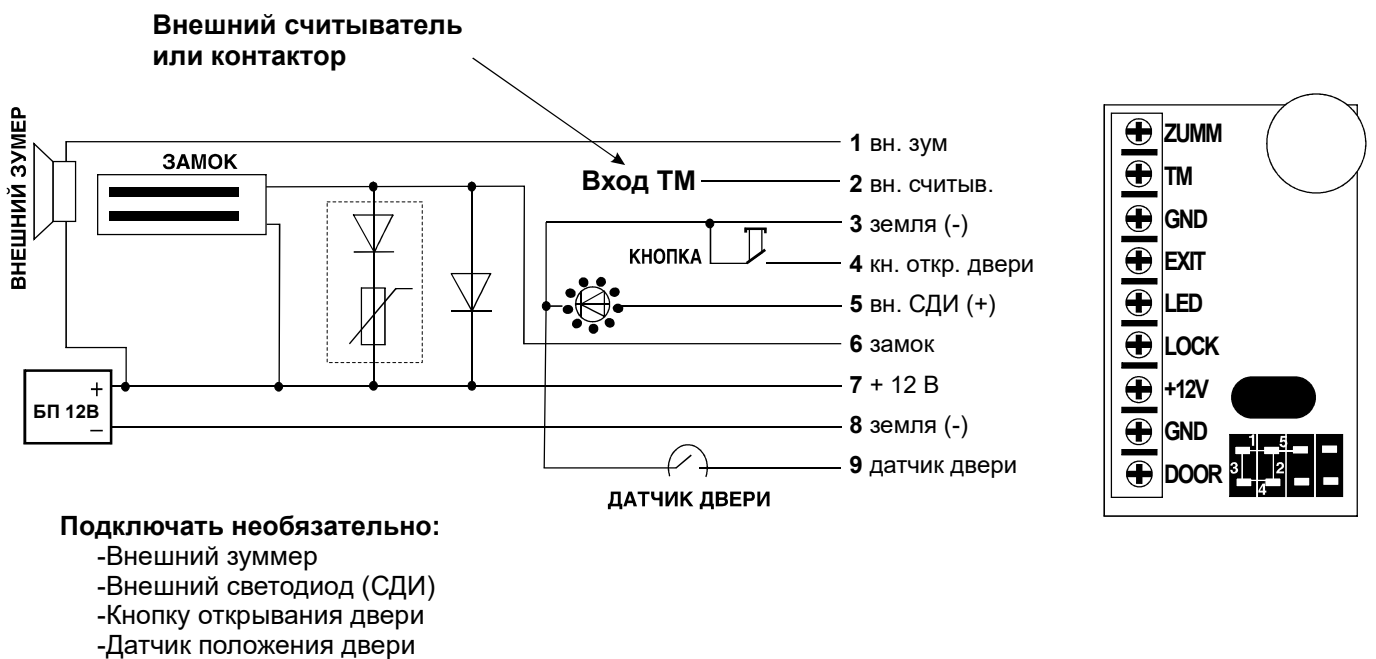 Внешний считыватель
или контактор
ВНЕШНИЙ ЗУМЕР
ЗАМОК
Вход ТМ
КНОПКА
БП 12В
+
–
ДАТЧИК ДВЕРИ
1 вн. зум
2 вн. считыв.
3 земля (-)
4 кн. откр. двери
5 вн. СДИ (+)
6 замок
7 + 12 В
8 земля (-)
9 датчик двери
ZUMM
TM
GND
EXIT
LED
LOCK
+12V
GND
DOOR
1 5
3 2
4
Подключать необязательно:
-Внешний зуммер
-Внешний светодиод (СДИ)
-Кнопку открывания двери
-Датчик положения двери